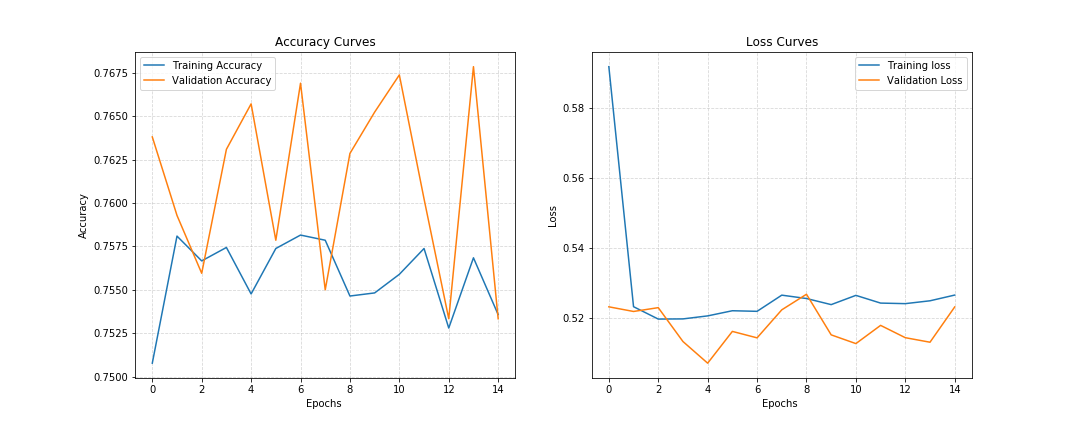 Accuracy Curves
Training Accuracy
Validation Accuracy
0.7675
0.7650
0.7625
0.7600
0.7575
0.7550
0.7525
0.7500
Accuracy
0 2 4 6 8 10 12 14
Epochs
Loss Curves
Training loss
Validation Loss
0.58
0.56
0.54
0.52
Loss
0 2 4 6 8 10 12 14
Epochs